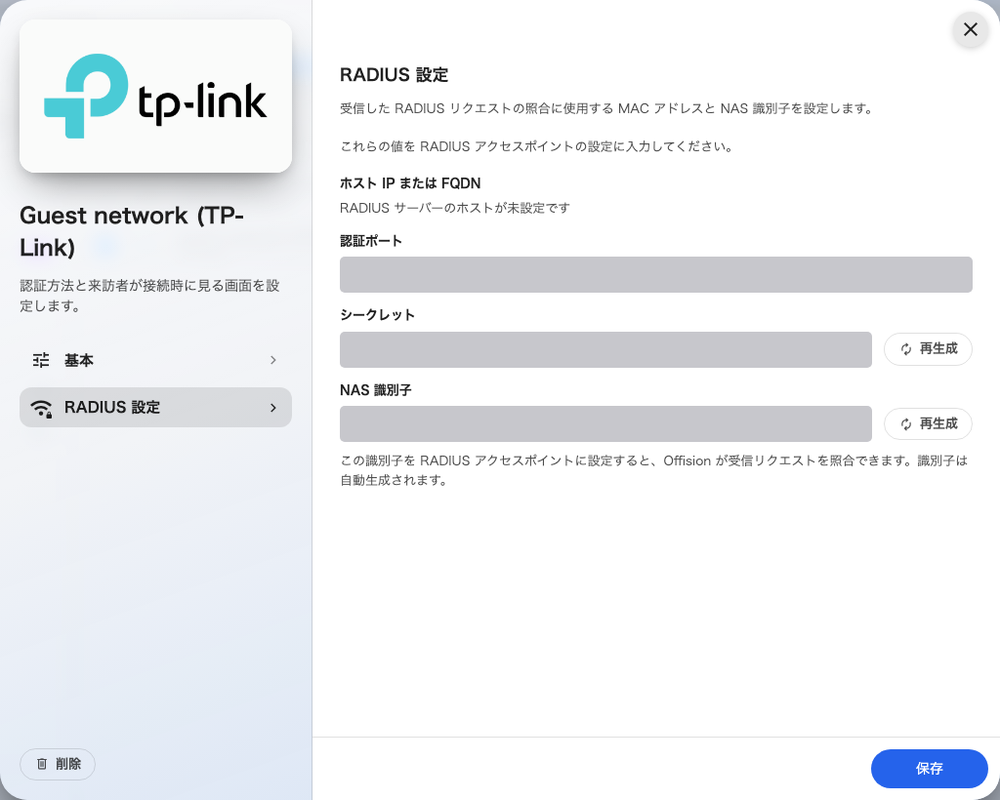 tp-link
Guest network (TP-
Link)
認証方法と来訪者が接続時に見る画面を設
定します。
基本
RADIUS 設定
削除
RADIUS 設定
受信した RADIUS リクエストの照合に使用する MAC アドレスと NAS 識別子を設定します。
これらの値を RADIUS アクセスポイントの設定に入力してください。
ホスト IP または FQDN
RADIUS サーバーのホストが未設定です
認証ポート
シークレット
再生成
NAS 識別子
再生成
この識別子を RADIUS アクセスポイントに設定すると、Offision が受信リクエストを照合できます。識別子は
自動生成されます。
保存